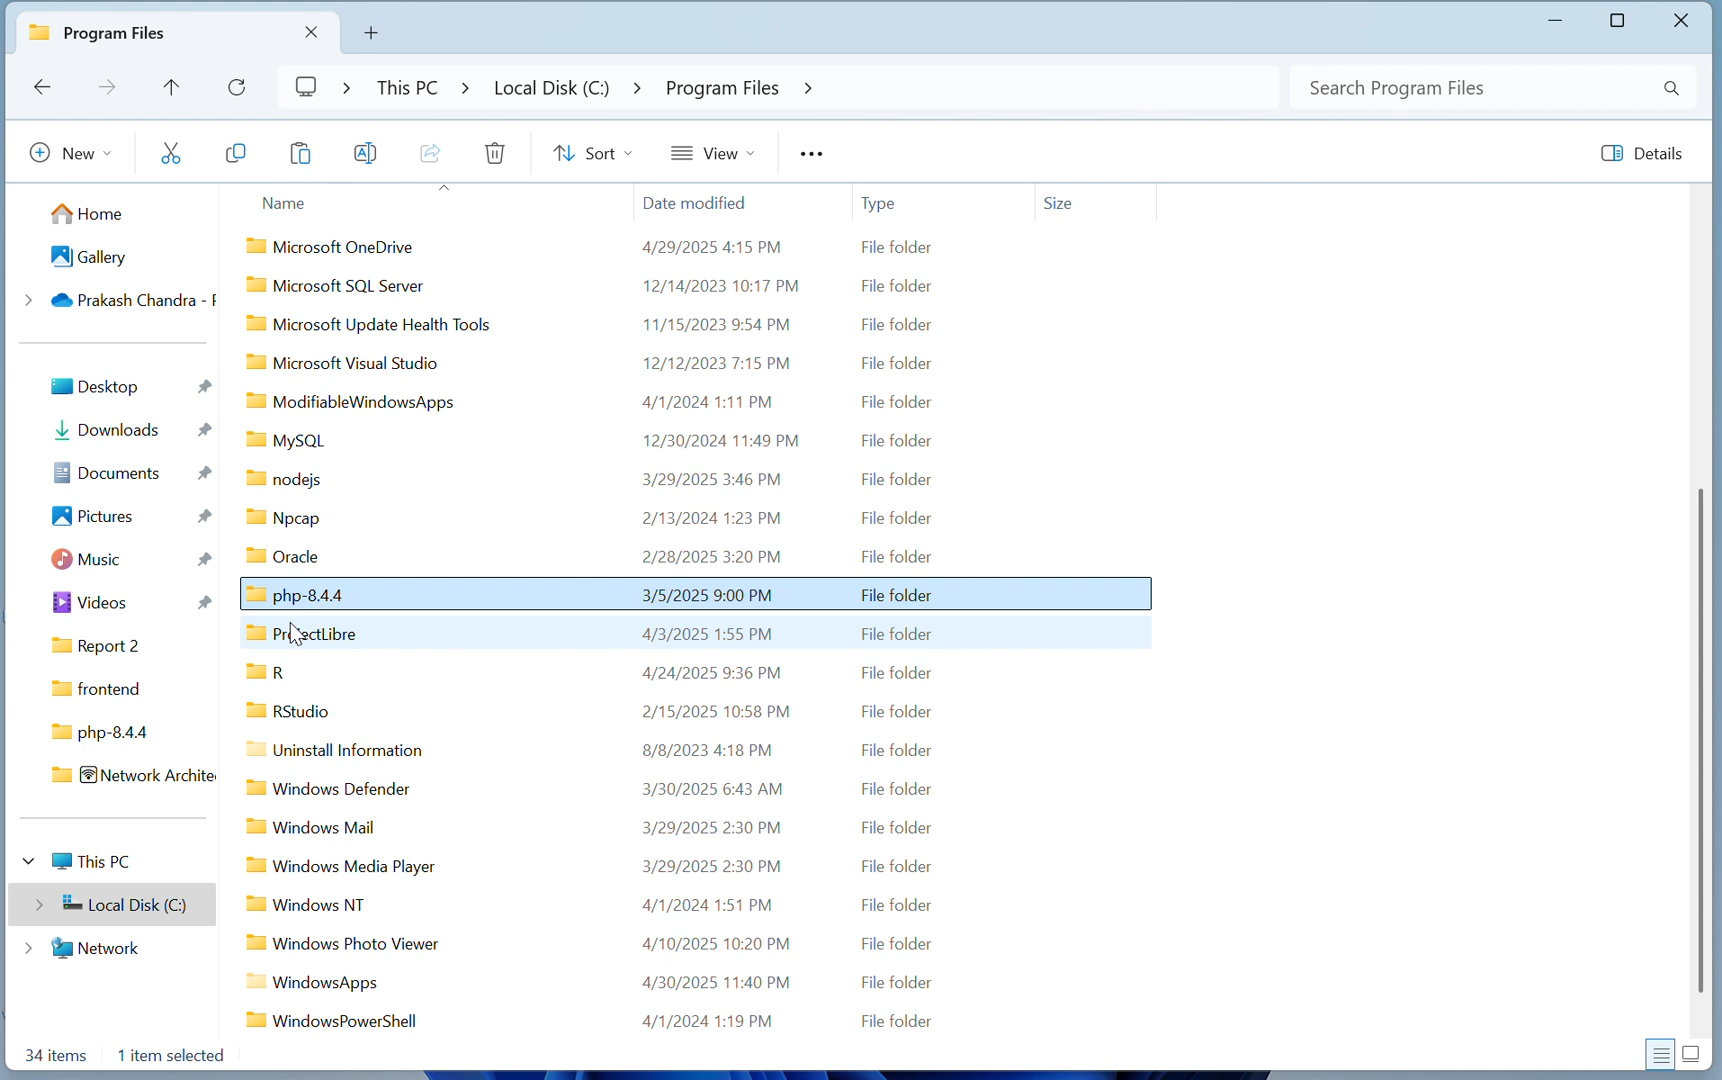 Program Files
This PC > Local Disk (C:) > Program Files >
Search Program Files
New
Sort
View
Details
Home
Gallery
Prakash Chandra -
Desktop
Downloads
Documents
Pictures
Music
Videos
Report 2
frontend
php-8.4.4
Network Archite
This PC
Local Disk (C:)
Network
Name Date modified Type Size
Microsoft OneDrive 4/29/2025 4:15 PM File folder
Microsoft SQL Server 12/14/2023 10:17 PM File folder
Microsoft Update Health Tools 11/15/2023 9:54 PM File folder
Microsoft Visual Studio 12/12/2023 7:15 PM File folder
ModifiableWindowsApps 4/1/2024 1:11 PM File folder
MySQL 12/30/2024 11:49 PM File folder
nodejs 3/29/2025 3:46 PM File folder
Npcap 2/13/2024 1:23 PM File folder
Oracle 2/28/2025 3:20 PM File folder
php-8.4.4 3/5/2025 9:00 PM File folder
ProjectLibre 4/3/2025 1:55 PM File folder
R 4/24/2025 9:36 PM File folder
RStudio 2/15/2025 10:58 PM File folder
Uninstall Information 8/8/2023 4:18 PM File folder
Windows Defender 3/30/2025 6:43 AM File folder
Windows Mail 3/29/2025 2:30 PM File folder
Windows Media Player 3/29/2025 2:30 PM File folder
Windows NT 4/1/2024 1:51 PM File folder
Windows Photo Viewer 4/10/2025 10:20 PM File folder
WindowsApps 4/30/2025 11:40 PM File folder
WindowsPowerShell 4/1/2024 1:19 PM File folder
34 items 1 item selected